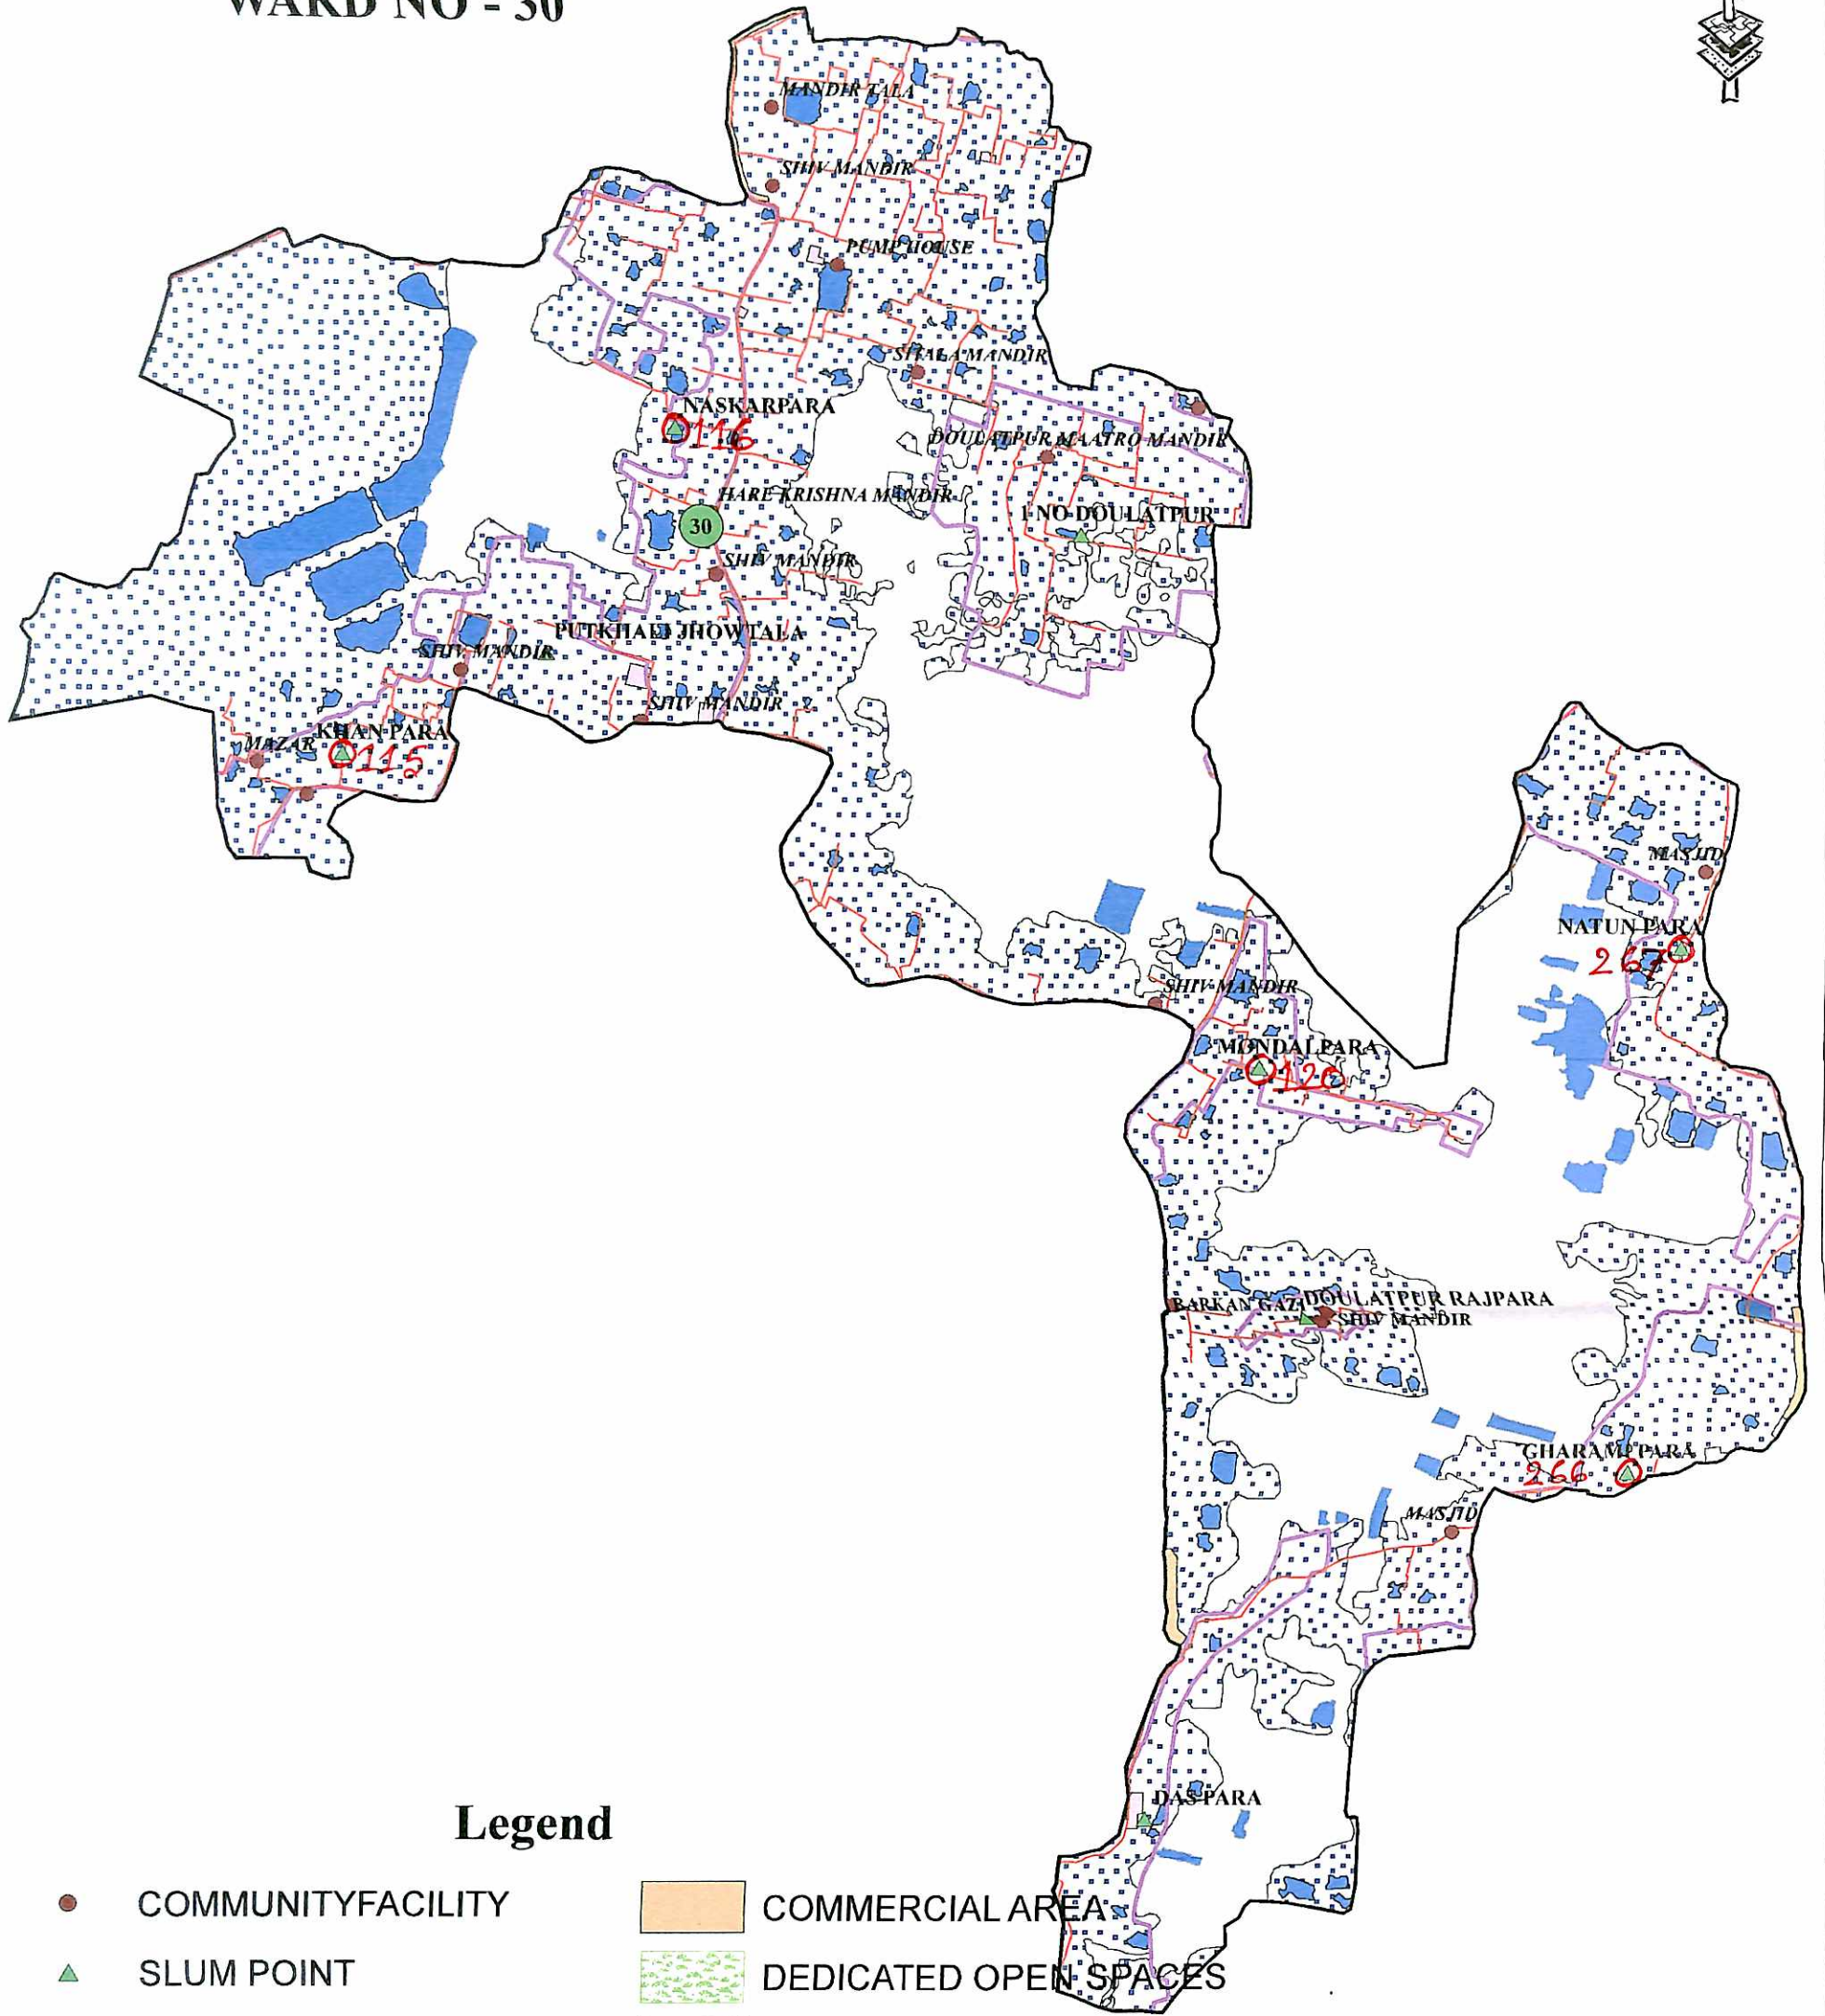 WARD NO - 30
MANDIR TALA
SHIV MANDIR
PUMP HOUSE
SITALA MANDIR
NASKARPARA
116
DOULATPUR MAATRO MANDIR
HARE KRISHNA MANDIR
30
1 NO DOULATPUR
SHIV MANDIR
PUTKHALI JHOWTALA
SHIV MANDIR
SHIV MANDIR
KHAN PARA
MAZAR
115
MASJID
NATUN PARA
267
SHIV MANDIR
MONDALPARA
120
BARKAN GAZI
DOULATPUR RAJPARA
SHIV MANDIR
GHARAMI PARA
266
MASJID
DAS PARA
Legend
COMMUNITYFACILITY
COMMERCIAL AREA
SLUM POINT
DEDICATED OPEN SPACES